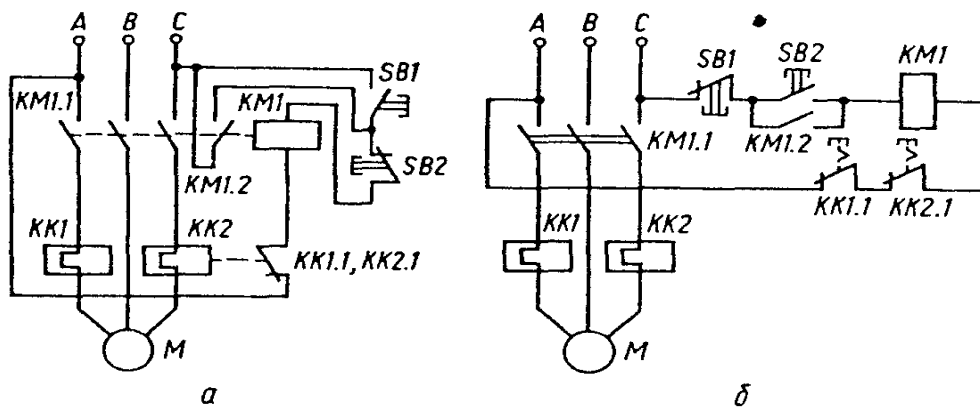 A B C
SB1
KM1.1
KM1
SB2
KM1.2
KK1
KK2
KK1.1, KK2.1
M
а
A B C
SB1
SB2
KM1
KM1.1
KM1.2
KK1.1
KK2.1
KK1
KK2
M
б